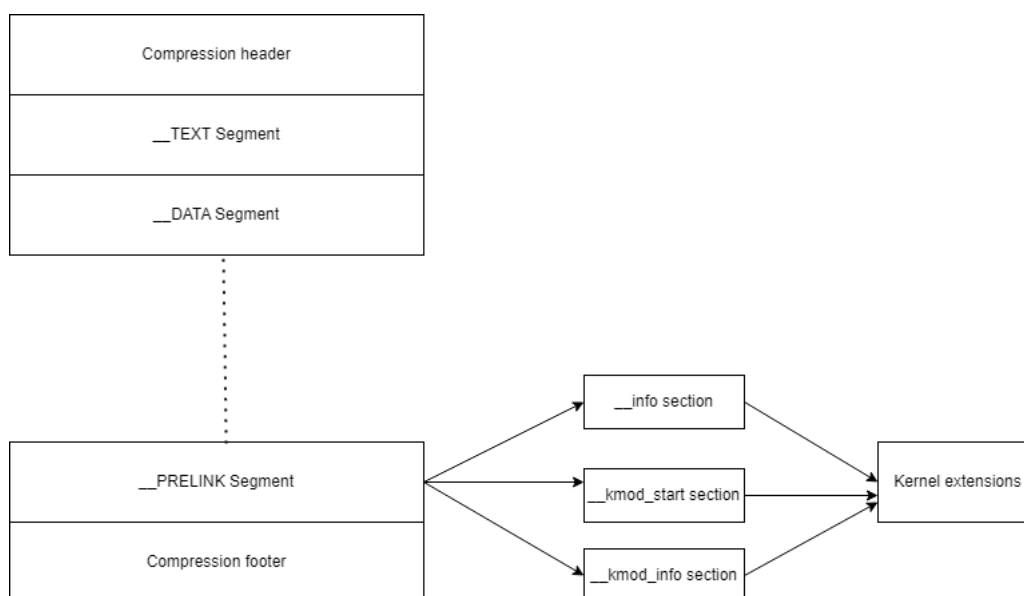 Compression header
__TEXT Segment
__DATA Segment
__info section
__PRELINK Segment
__kmod_start section
Kernel extensions
Compression footer
__kmod_info section